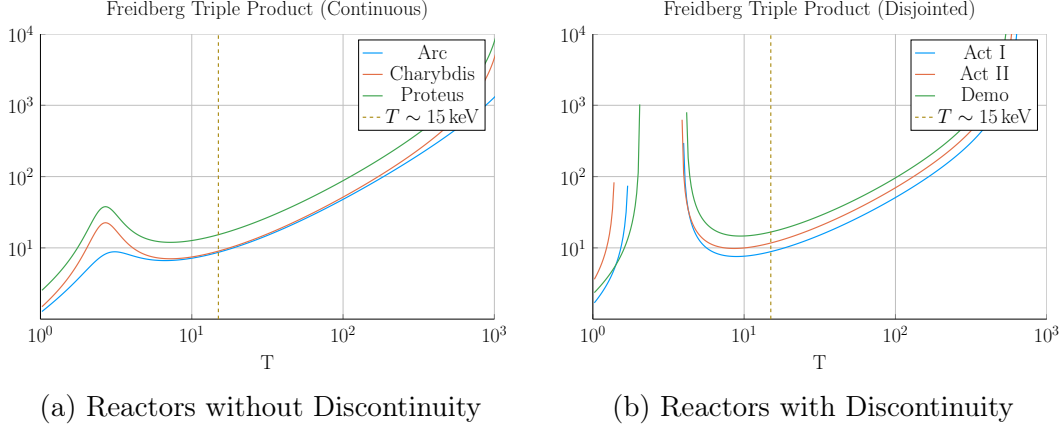 Freidberg Triple Product (Continuous)
10^4
10^3
10^2
10^1
10^0
10^1
10^2
10^3
T
Arc
Charybdis
Proteus
T ∼ 15 keV
(a) Reactors without Discontinuity
Freidberg Triple Product (Disjointed)
10^4
10^3
10^2
10^1
10^0
10^1
10^2
10^3
T
Act I
Act II
Demo
T ∼ 15 keV
(b) Reactors with Discontinuity